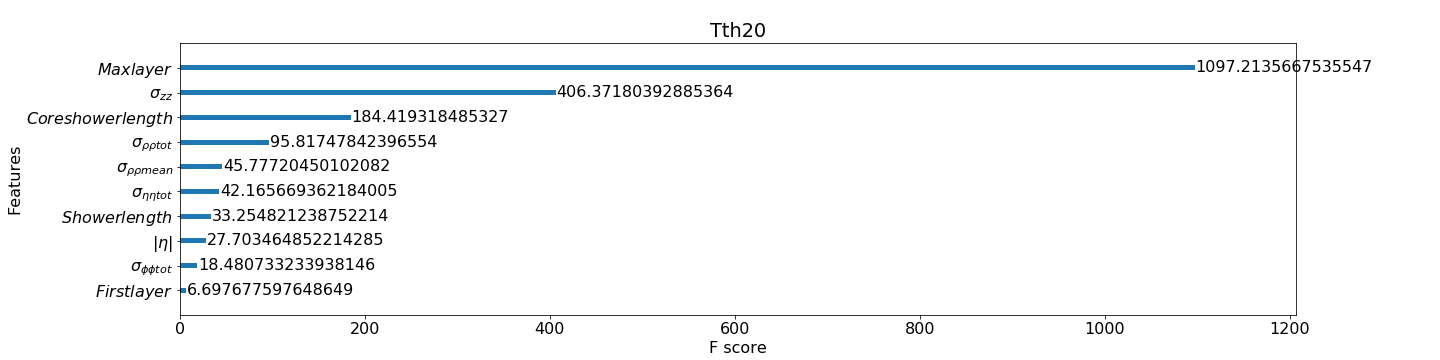 Tth20
Maxlayer 1097.2135667535547
σzz 406.37180392885364
Coreshowerlength 184.419318485327
σρρtot 95.81747842396554
σρρmean 45.77720450102082
σηηtot 42.165669362184005
Showerlength 33.254821238752214
|η| 27.703464852214285
σϕϕtot 18.480733233938146
Firstlayer 6.697677597648649
Features
0 200 400 600 800 1000 1200
F score